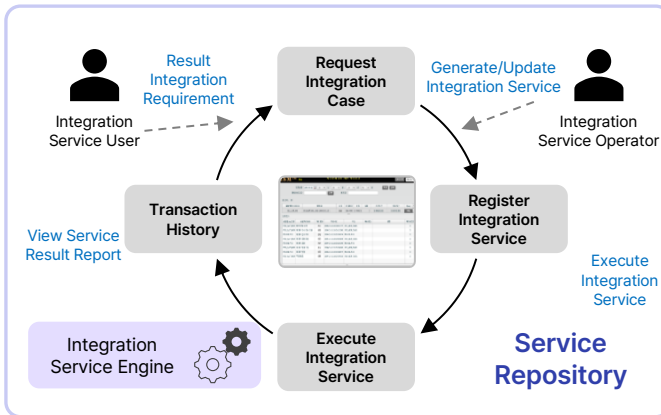 Result
Integration
Requirement
Request
Integration
Case
Generate/Update
Integration Service
Integration
Service User
Integration
Service Operator
Transaction
History
Register
Integration
Service
View Service
Result Report
Execute
Integration
Service
Integration
Service Engine
Execute
Integration
Service
Service
Repository